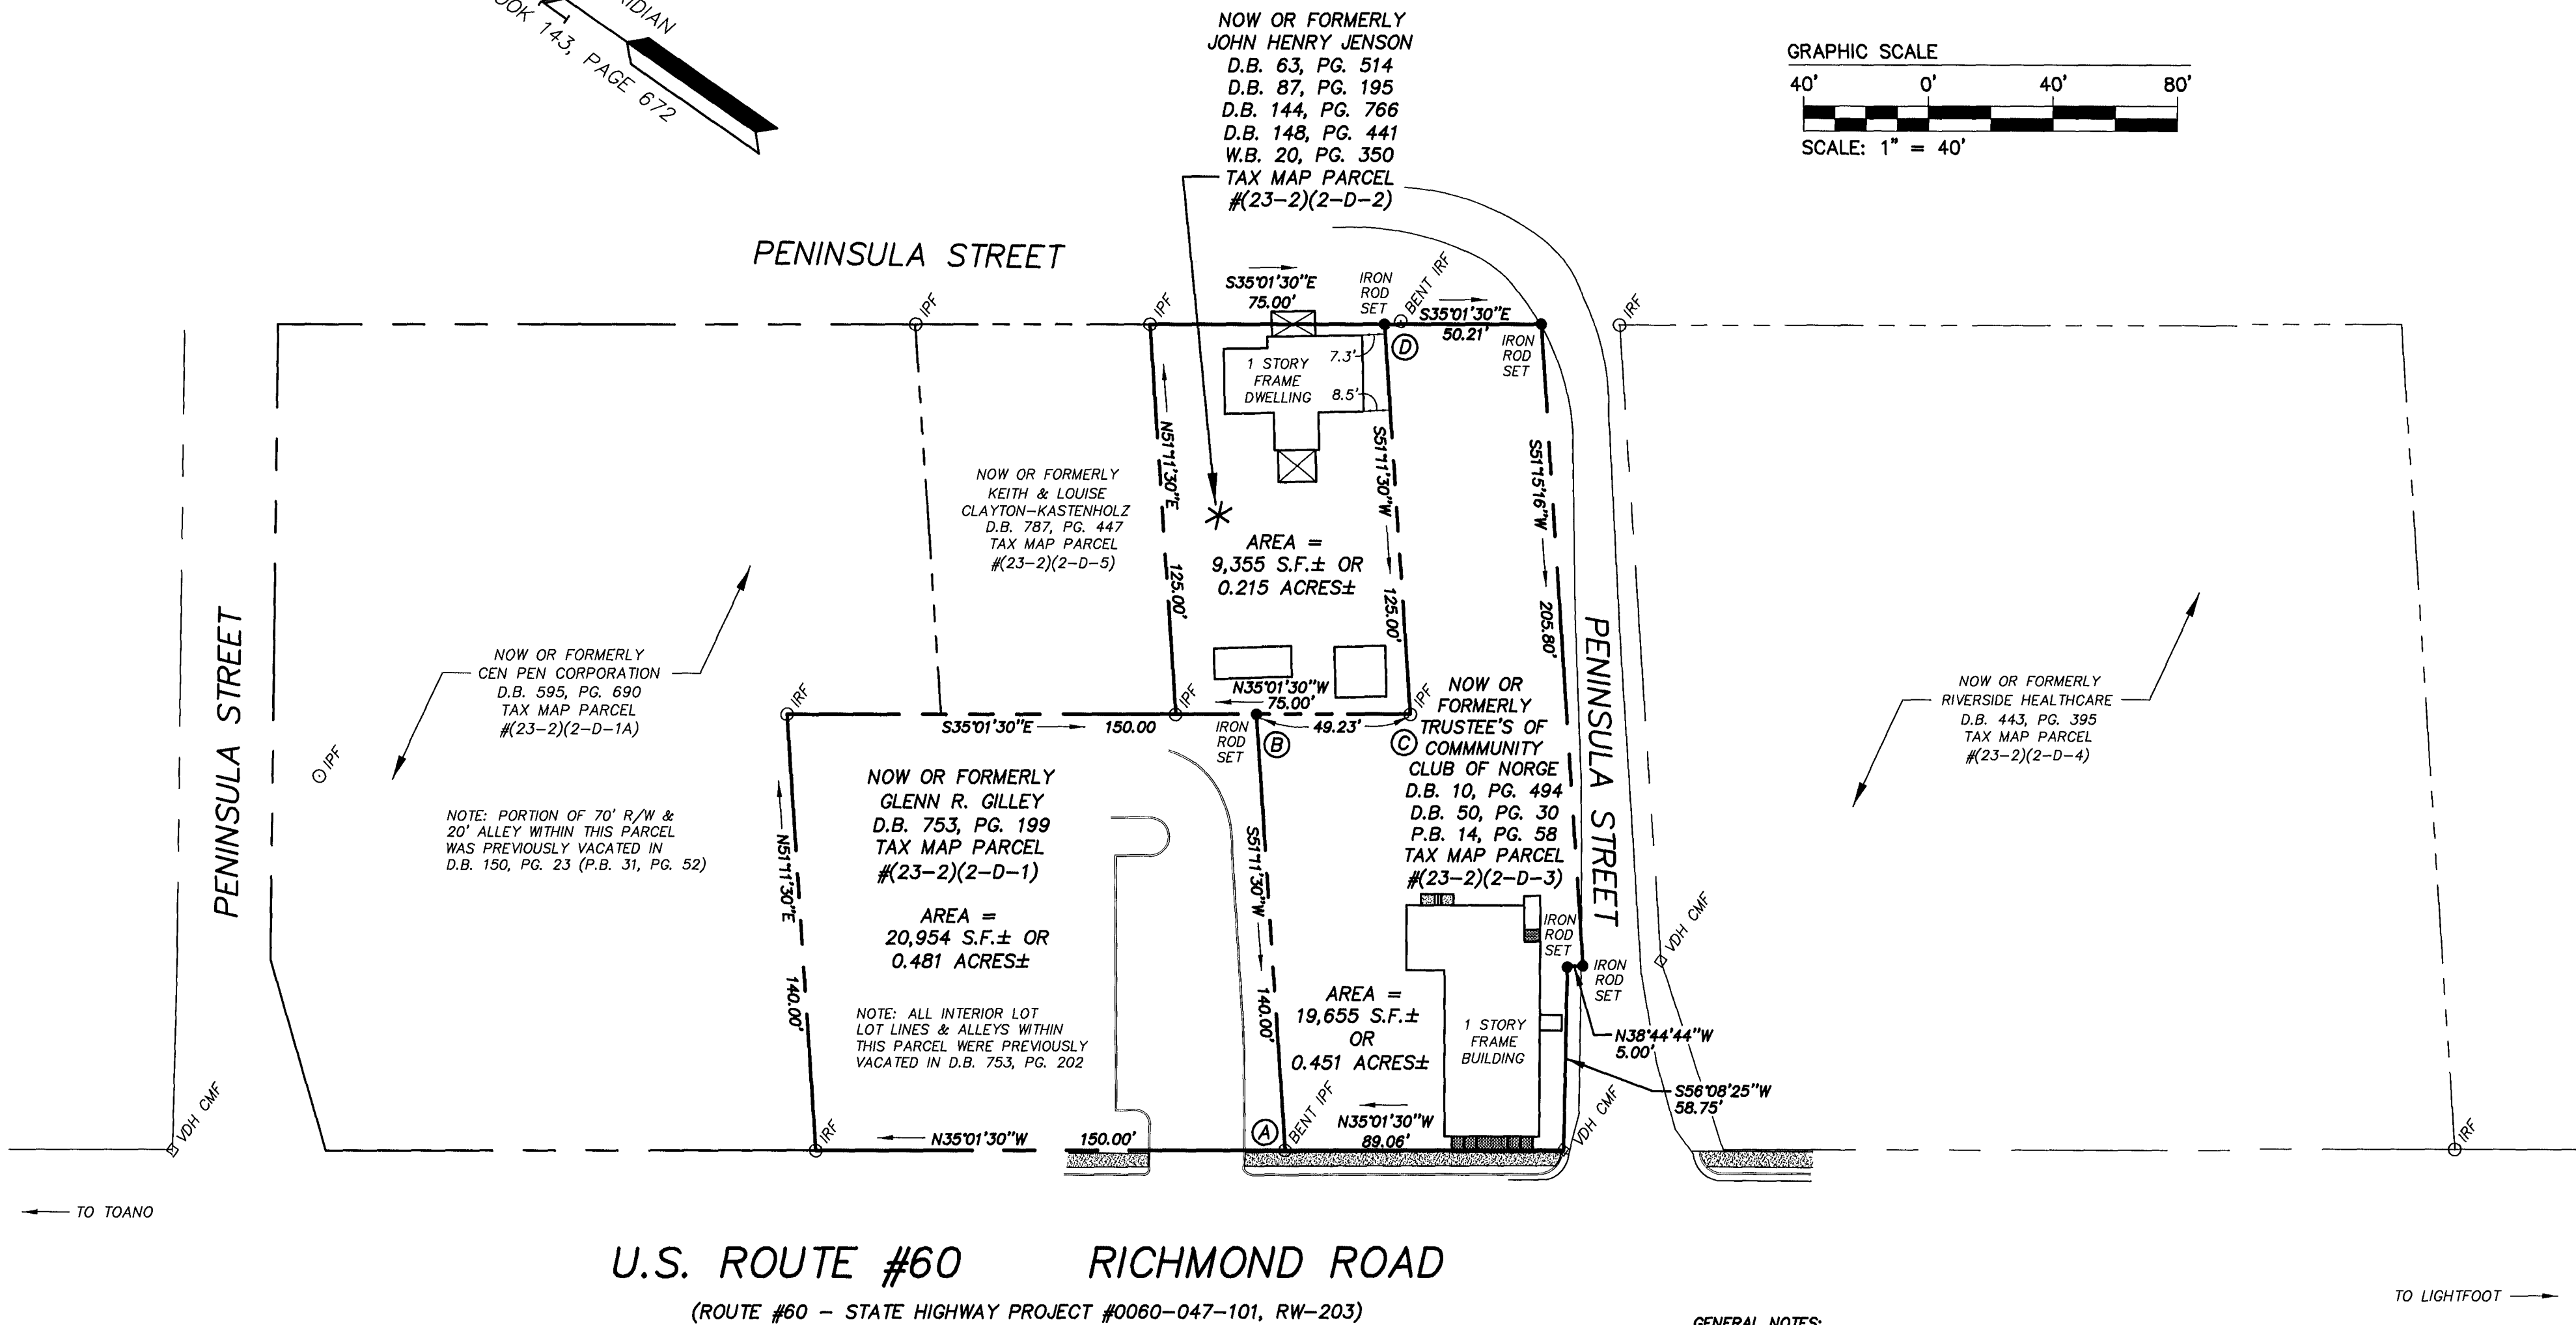 RIDIAN
OOK 143, PAGE 672
NOW OR FORMERLY
JOHN HENRY JENSON
D.B. 63, PG. 514
D.B. 87, PG. 195
D.B. 144, PG. 766
D.B. 148, PG. 441
W.B. 20, PG. 350
TAX MAP PARCEL
#(23-2)(2-D-2)
GRAPHIC SCALE
40' 0' 40' 80'
SCALE: 1" = 40'
PENINSULA STREET
S35°01'30"E
75.00'
IRON
ROD
SET
BENT IRF
S35°01'30"E
50.21'
IPF
IPF
IRF
D
IRON
ROD
SET
7.3'
1 STORY
FRAME
DWELLING
8.5'
N51°11'30"E
125.00'
S51°11'30"W
125.00'
S51°15'16"W
205.80'
NOW OR FORMERLY
KEITH & LOUISE
CLAYTON-KASTENHOLZ
D.B. 787, PG. 447
TAX MAP PARCEL
#(23-2)(2-D-5)
AREA =
9,355 S.F.± OR
0.215 ACRES±
PENINSULA STREET
NOW OR FORMERLY
CEN PEN CORPORATION
D.B. 595, PG. 690
TAX MAP PARCEL
#(23-2)(2-D-1A)
IPF
NOTE: PORTION OF 70' R/W &
20' ALLEY WITHIN THIS PARCEL
WAS PREVIOUSLY VACATED IN
D.B. 150, PG. 23 (P.B. 31, PG. 52)
IRF
S35°01'30"E 150.00
IPF
N35°01'30"W
75.00'
IPF
IRON
ROD
SET
B
49.23'
C
NOW OR
FORMERLY
TRUSTEE'S OF
COMMMUNITY
CLUB OF NORGE
D.B. 10, PG. 494
D.B. 50, PG. 30
P.B. 14, PG. 58
TAX MAP PARCEL
#(23-2)(2-D-3)
PENINSULA STREET
NOW OR FORMERLY
RIVERSIDE HEALTHCARE
D.B. 443, PG. 395
TAX MAP PARCEL
#(23-2)(2-D-4)
NOW OR FORMERLY
GLENN R. GILLEY
D.B. 753, PG. 199
TAX MAP PARCEL
#(23-2)(2-D-1)
AREA =
20,954 S.F.± OR
0.481 ACRES±
NOTE: ALL INTERIOR LOT
LOT LINES & ALLEYS WITHIN
THIS PARCEL WERE PREVIOUSLY
VACATED IN D.B. 753, PG. 202
N51°11'30"E
140.00'
S51°11'30"W
140.00'
IRON
ROD
SET
IRON
ROD
SET
VDH CMF
AREA =
19,655 S.F.±
OR
0.451 ACRES±
1 STORY
FRAME
BUILDING
N38°44'44"W
5.00'
S56°08'25"W
58.75'
VDH CMF
IRF
N35°01'30"W 150.00'
A
BENT IPF
N35°01'30"W
89.06'
VDH CMF
IRF
TO TOANO
U.S. ROUTE #60 RICHMOND ROAD
(ROUTE #60 - STATE HIGHWAY PROJECT #0060-047-101, RW-203)
TO LIGHTFOOT
GENERAL NOTES: